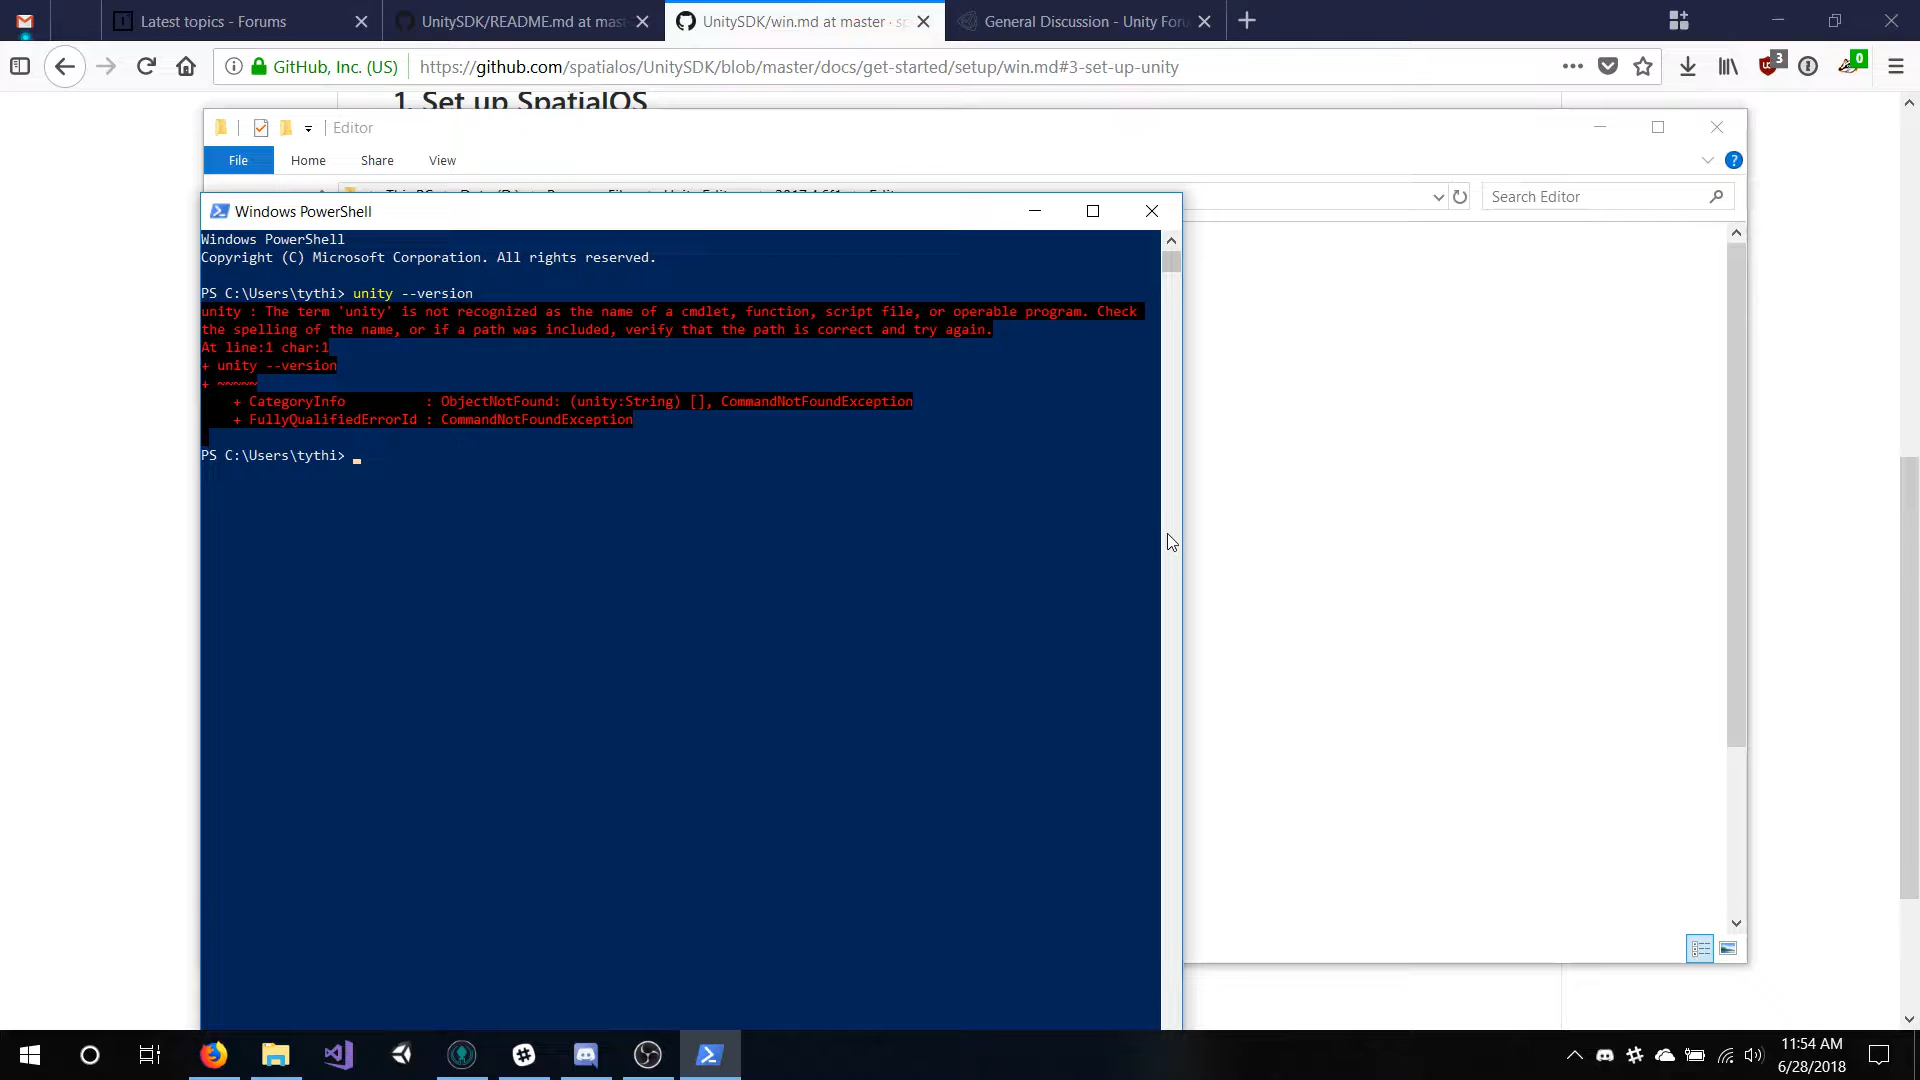 Latest topics - Forums
UnitySDK/README.md at mas
UnitySDK/win.md at master · s
General Discussion - Unity Foru
GitHub, Inc. (US)
https://github.com/spatialos/UnitySDK/blob/master/docs/get-started/setup/win.md#3-set-up-unity
3
0
1. Set up SpatialOS
Editor
File
Home
Share
View
Search Editor
Windows PowerShell
Windows PowerShell
Copyright (C) Microsoft Corporation. All rights reserved.
PS C:\Users\tythi> unity --version
unity : The term 'unity' is not recognized as the name of a cmdlet, function, script file, or operable program. Check
the spelling of the name, or if a path was included, verify that the path is correct and try again.
At line:1 char:1
+ unity --version
+ ~~~~~
+ CategoryInfo : ObjectNotFound: (unity:String) [], CommandNotFoundException
+ FullyQualifiedErrorId : CommandNotFoundException
PS C:\Users\tythi>
11:54 AM
6/28/2018